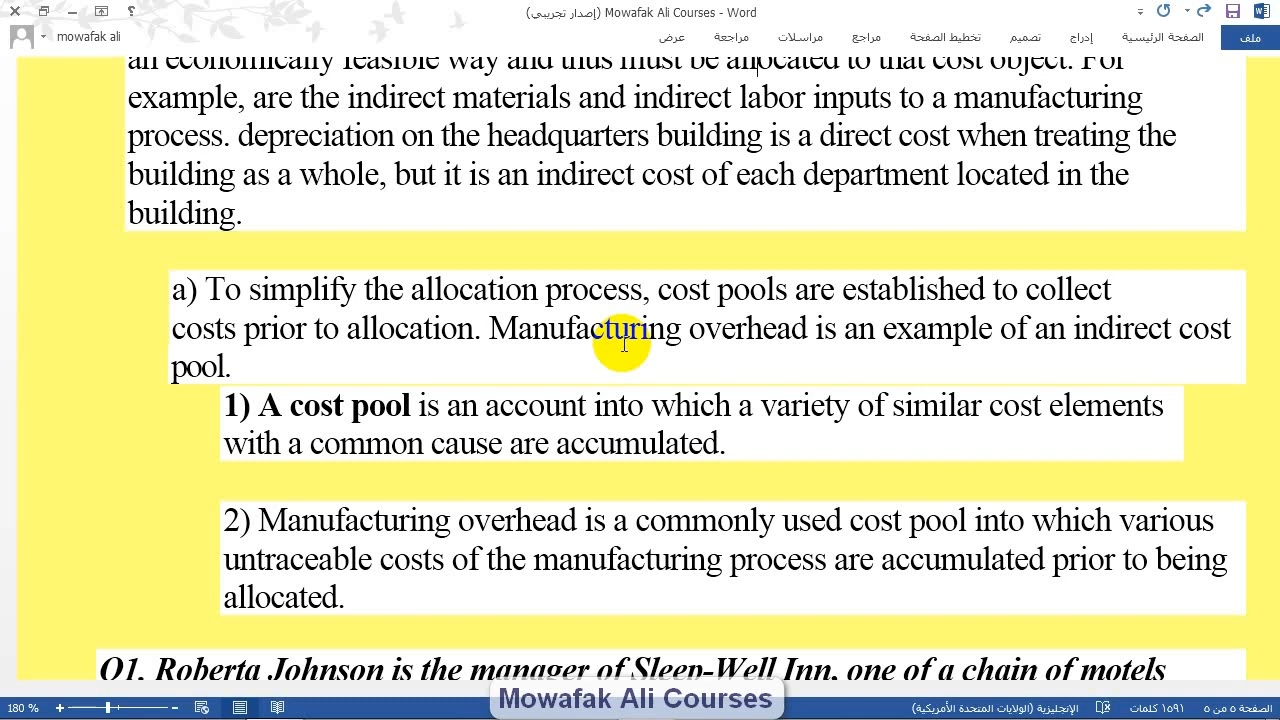 Mowafak Ali Courses - Word (إصدار تجريبي)
mowafak ali
ملف الصفحة الرئيسية إدراج تصميم تخطيط الصفحة مراجع مراسلات مراجعة عرض
an economically feasible way and thus must be allocated to that cost object. For
example, are the indirect materials and indirect labor inputs to a manufacturing
process. depreciation on the headquarters building is a direct cost when treating the
building as a whole, but it is an indirect cost of each department located in the
building.
a) To simplify the allocation process, cost pools are established to collect
costs prior to allocation. Manufacturing overhead is an example of an indirect cost
pool.
1) A cost pool is an account into which a variety of similar cost elements
with a common cause are accumulated.
2) Manufacturing overhead is a commonly used cost pool into which various
untraceable costs of the manufacturing process are accumulated prior to being
allocated.
Q1. Roberta Johnson is the manager of Sleep-Well Inn, one of a chain of motels
Mowafak Ali Courses
180 %
الصفحة ٥ من ٥ ١٥٩١ كلمات الإنجليزية (الولايات المتحدة الأمريكية)